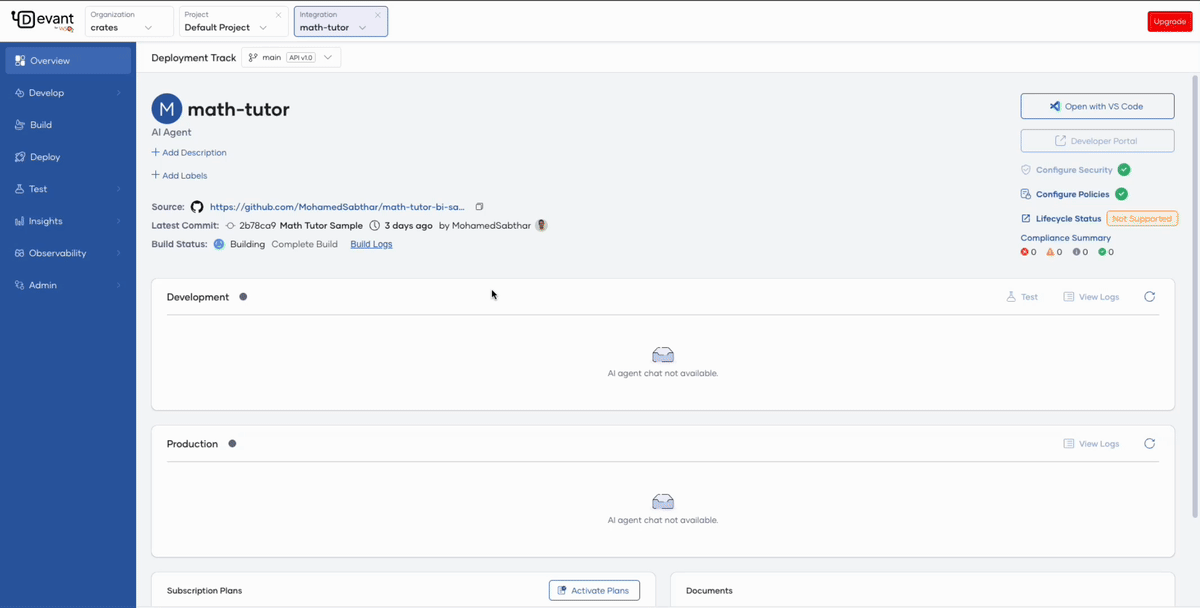 Devant
by WSO2
Organization
crates
Project
Default Project
Integration
math-tutor
Upgrade
Overview
Develop
Build
Deploy
Test
Insights
Observability
Admin
Deployment Track
main
API v1.0
M
math-tutor
AI Agent
+ Add Description
+ Add Labels
Source: https://github.com/MohamedSabthar/math-tutor-bi-sa...
Latest Commit: 2b78ca9 Math Tutor Sample 3 days ago by MohamedSabthar
Build Status: Building Complete Build Build Logs
Open with VS Code
Developer Portal
Configure Security
Configure Policies
Lifecycle Status Not Supported
Compliance Summary
0 0 0 0
Development
Test View Logs
AI agent chat not available.
Production
View Logs
AI agent chat not available.
Subscription Plans
Activate Plans
Documents